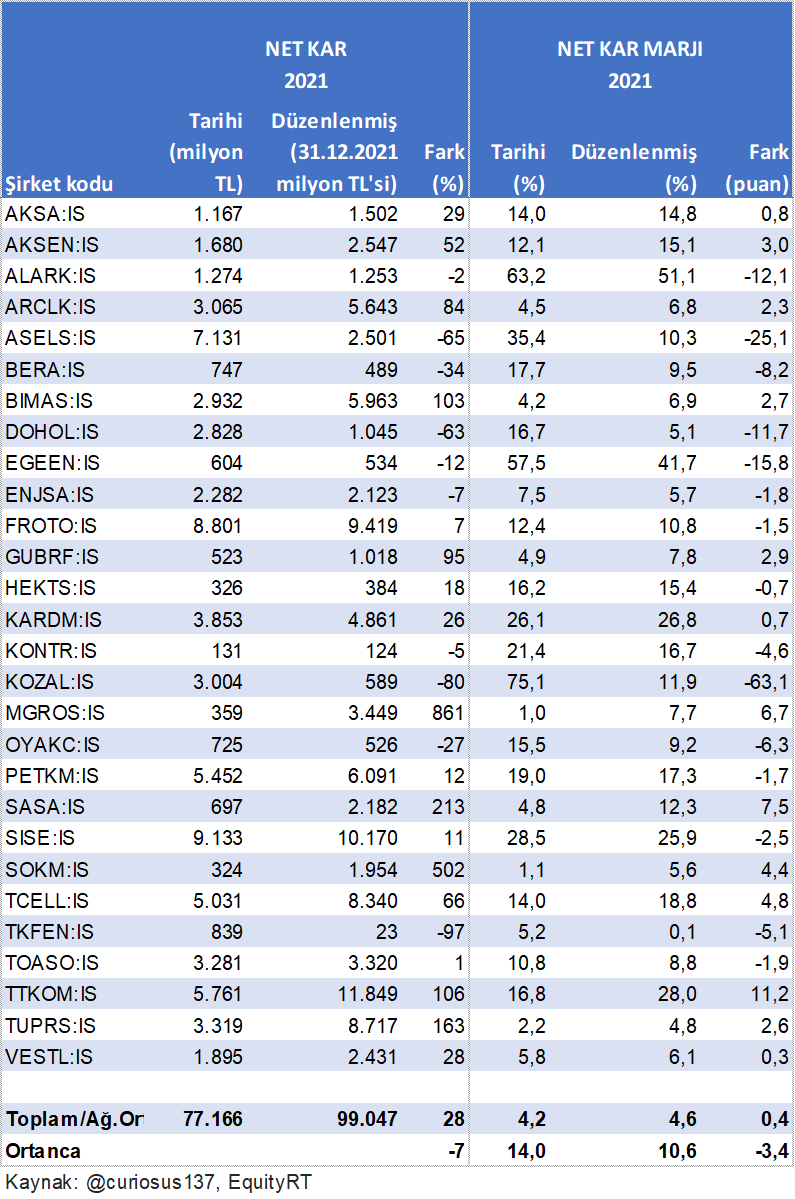 NET KAR NET KAR MARJI
2021 2021
Tarihi Düzenlenmiş
(milyon (31.12.2021 Fark Tarihi Düzenlenmiş Fark
Şirket kodu TL) milyon TL'si) (%) (%) (%) (puan)
AKSA:IS 1.167 1.502 29 14,0 14,8 0,8
AKSEN:IS 1.680 2.547 52 12,1 15,1 3,0
ALARK:IS 1.274 1.253 -2 63,2 51,1 -12,1
ARCLK:IS 3.065 5.643 84 4,5 6,8 2,3
ASELS:IS 7.131 2.501 -65 35,4 10,3 -25,1
BERA:IS 747 489 -34 17,7 9,5 -8,2
BIMAS:IS 2.932 5.963 103 4,2 6,9 2,7
DOHOL:IS 2.828 1.045 -63 16,7 5,1 -11,7
EGEEN:IS 604 534 -12 57,5 41,7 -15,8
ENJSA:IS 2.282 2.123 -7 7,5 5,7 -1,8
FROTO:IS 8.801 9.419 7 12,4 10,8 -1,5
GUBRF:IS 523 1.018 95 4,9 7,8 2,9
HEKTS:IS 326 384 18 16,2 15,4 -0,7
KARDM:IS 3.853 4.861 26 26,1 26,8 0,7
KONTR:IS 131 124 -5 21,4 16,7 -4,6
KOZAL:IS 3.004 589 -80 75,1 11,9 -63,1
MGROS:IS 359 3.449 861 1,0 7,7 6,7
OYAKC:IS 725 526 -27 15,5 9,2 -6,3
PETKM:IS 5.452 6.091 12 19,0 17,3 -1,7
SASA:IS 697 2.182 213 4,8 12,3 7,5
SISE:IS 9.133 10.170 11 28,5 25,9 -2,5
SOKM:IS 324 1.954 502 1,1 5,6 4,4
TCELL:IS 5.031 8.340 66 14,0 18,8 4,8
TKFEN:IS 839 23 -97 5,2 0,1 -5,1
TOASO:IS 3.281 3.320 1 10,8 8,8 -1,9
TTKOM:IS 5.761 11.849 106 16,8 28,0 11,2
TUPRS:IS 3.319 8.717 163 2,2 4,8 2,6
VESTL:IS 1.895 2.431 28 5,8 6,1 0,3
Toplam/Ağ.Ort 77.166 99.047 28 4,2 4,6 0,4
Ortanca -7 14,0 10,6 -3,4
Kaynak: @curiosus137, EquityRT